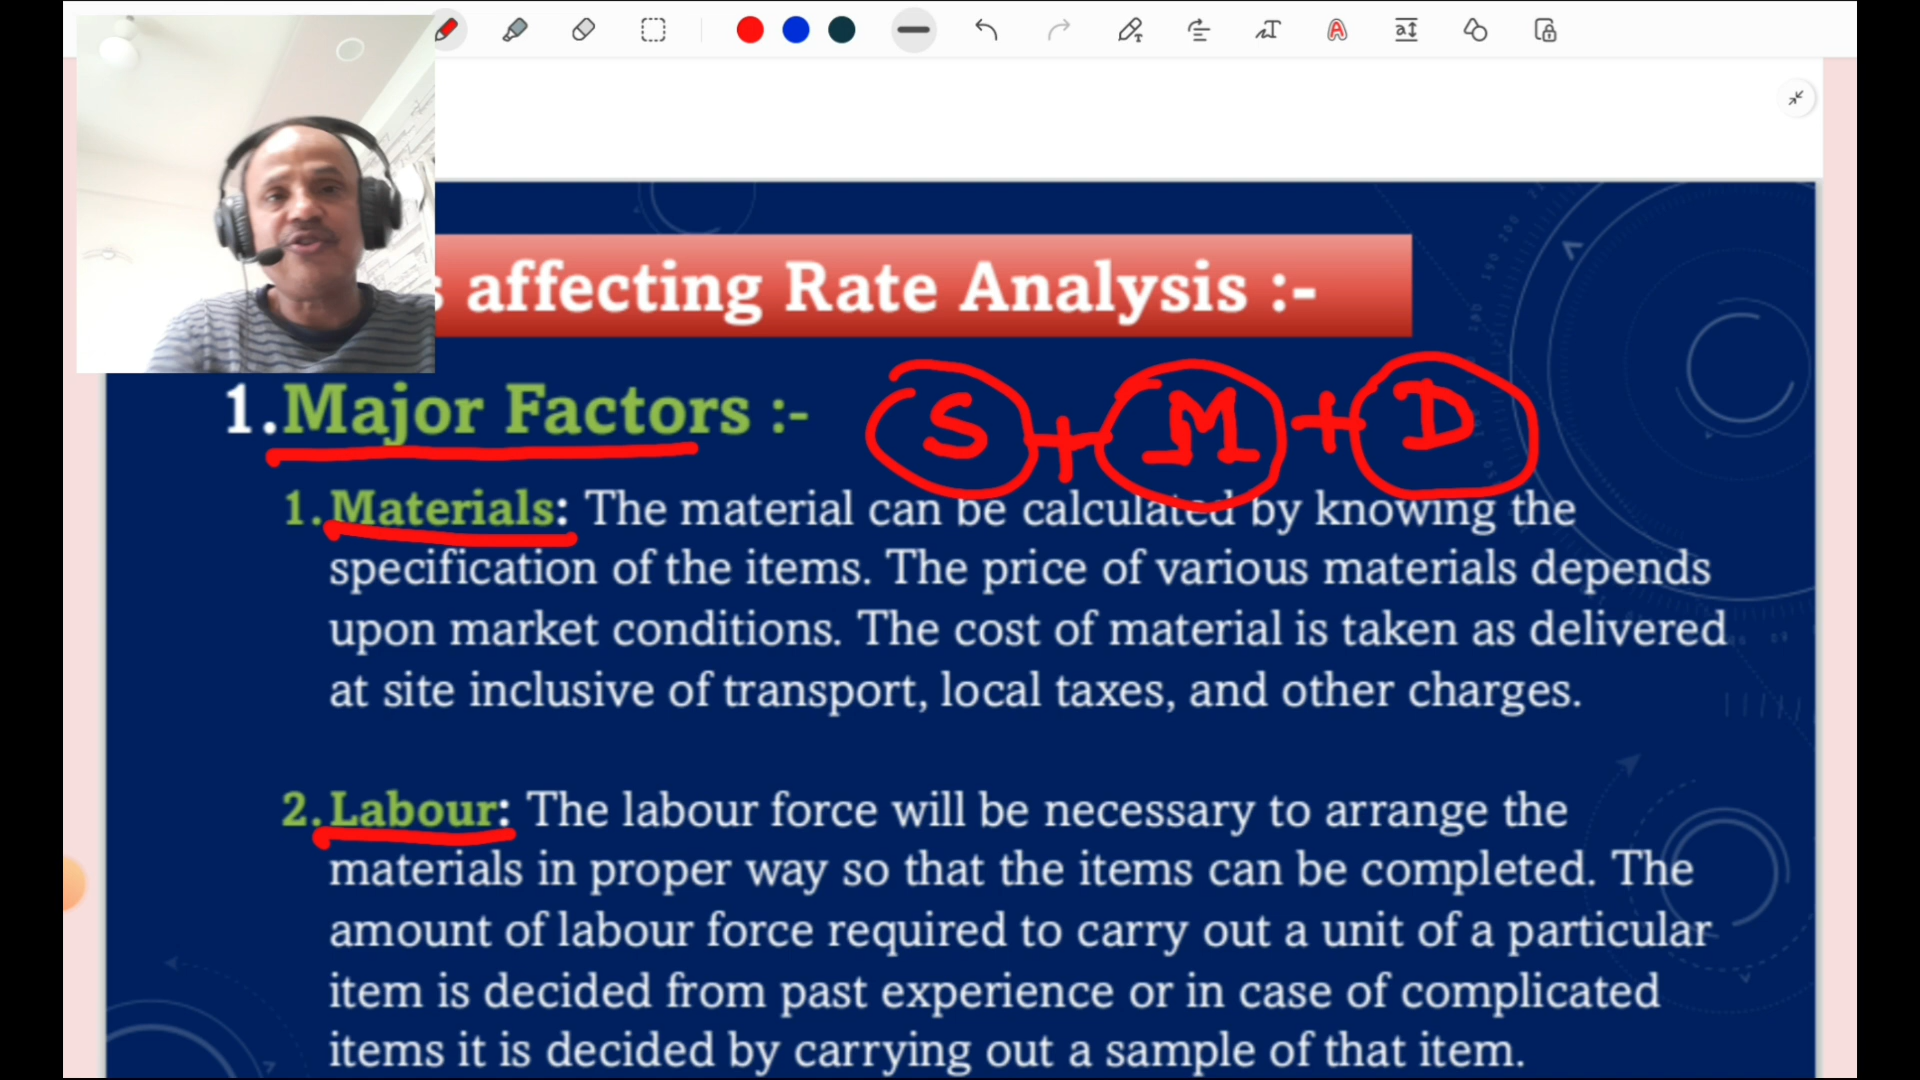 s affecting Rate Analysis :-
1. Major Factors :-
S + M + D
1. Materials: The material can be calculated by knowing the
specification of the items. The price of various materials depends
upon market conditions. The cost of material is taken as delivered
at site inclusive of transport, local taxes, and other charges.
2. Labour: The labour force will be necessary to arrange the
materials in proper way so that the items can be completed. The
amount of labour force required to carry out a unit of a particular
item is decided from past experience or in case of complicated
items it is decided by carrying out a sample of that item.